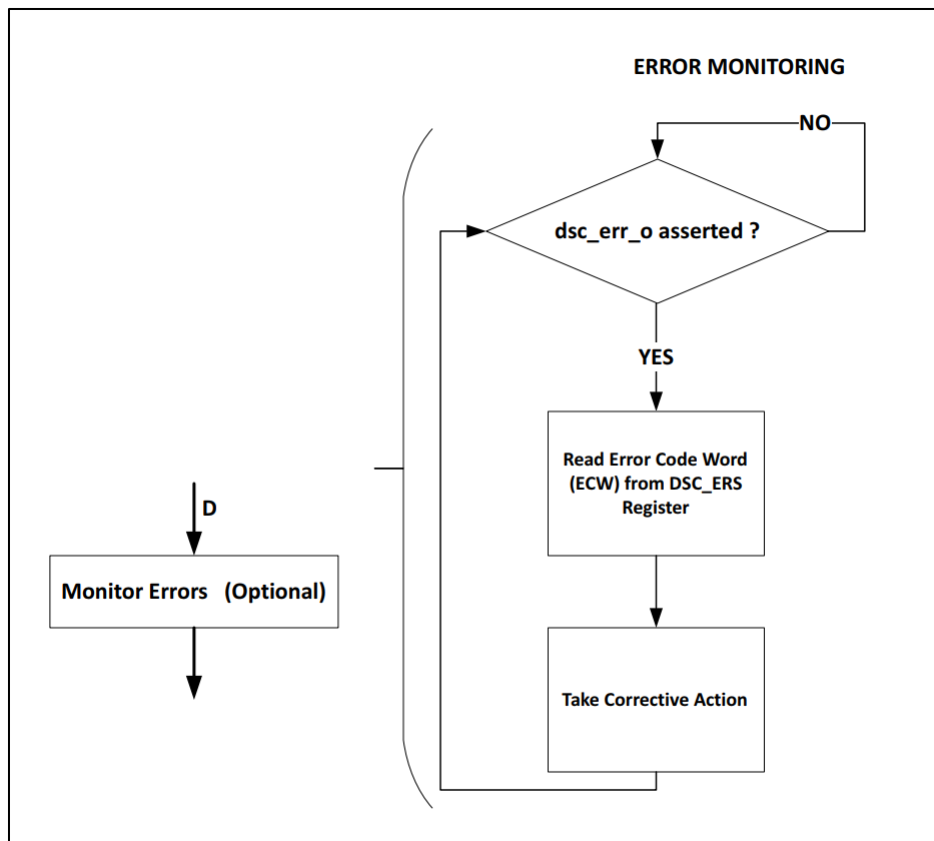 ERROR MONITORING
NO
dsc_err_o asserted ?
YES
Read Error Code Word
(ECW) from DSC_ERS
Register
D
Monitor Errors (Optional)
Take Corrective Action